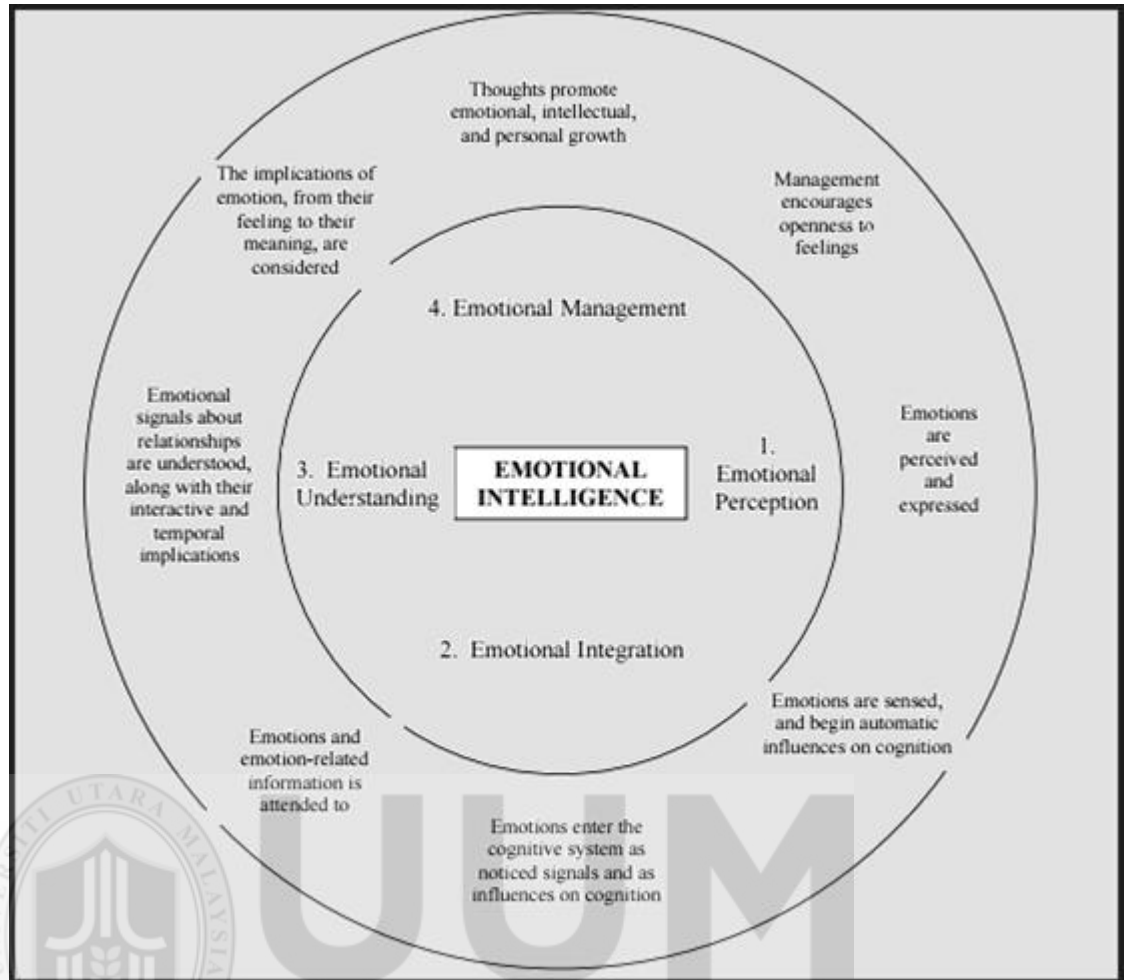 Thoughts promote
emotional, intellectual,
and personal growth
The implications of
emotion, from their
feeling to their
meaning, are
considered
Management
encourages
openness to
feelings
4. Emotional Management
Emotional
signals about
relationships
are understood,
along with their
interactive and
temporal
implications
3. Emotional
Understanding
EMOTIONAL
INTELLIGENCE
1.
Emotional
Perception
Emotions
are
perceived
and
expressed
2. Emotional Integration
Emotions are sensed,
and begin automatic
influences on cognition
Emotions and
emotion-related
information is
attended to
Emotions enter the
cognitive system as
noticed signals and as
influences on cognition
UTARA MALAYSIA
UUM